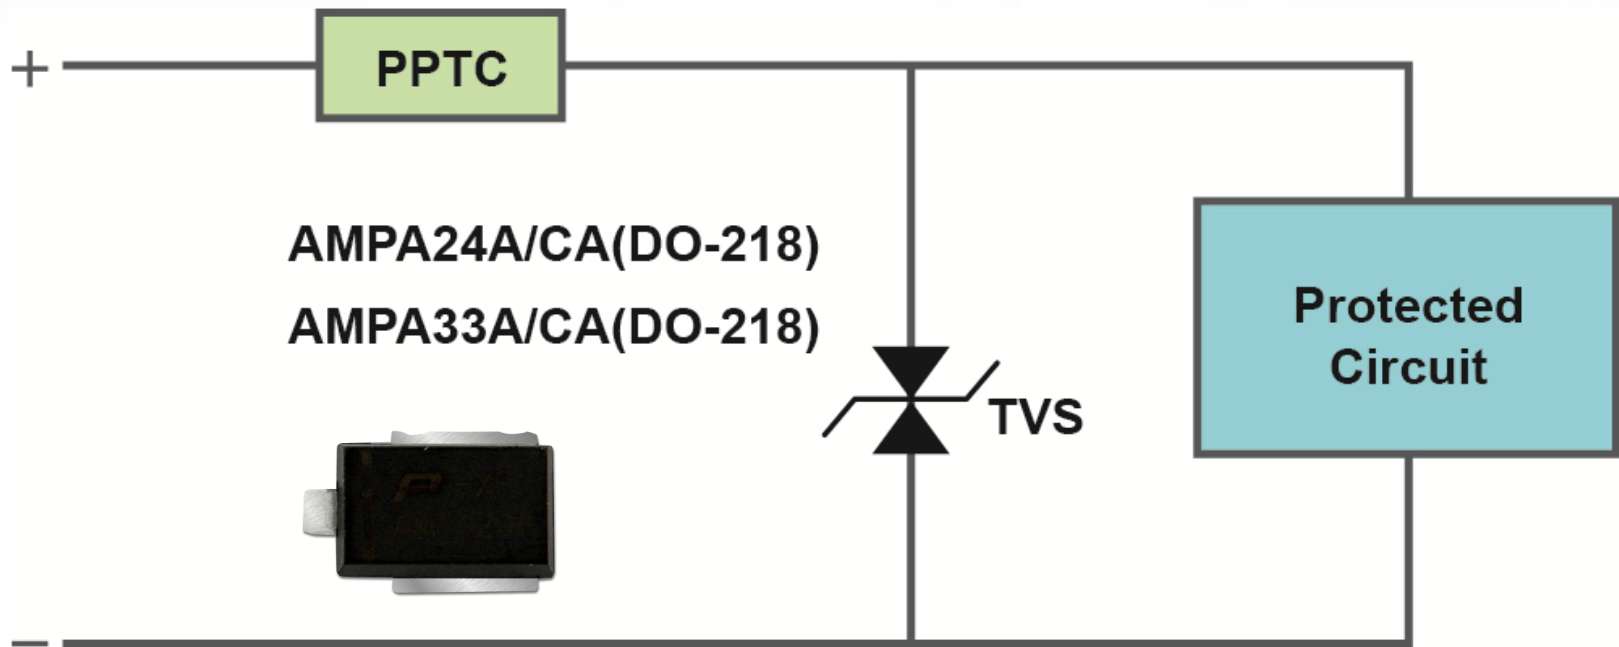 +
PPTC
AMPA24A/CA(DO-218)
AMPA33A/CA(DO-218)
TVS
Protected
Circuit
−